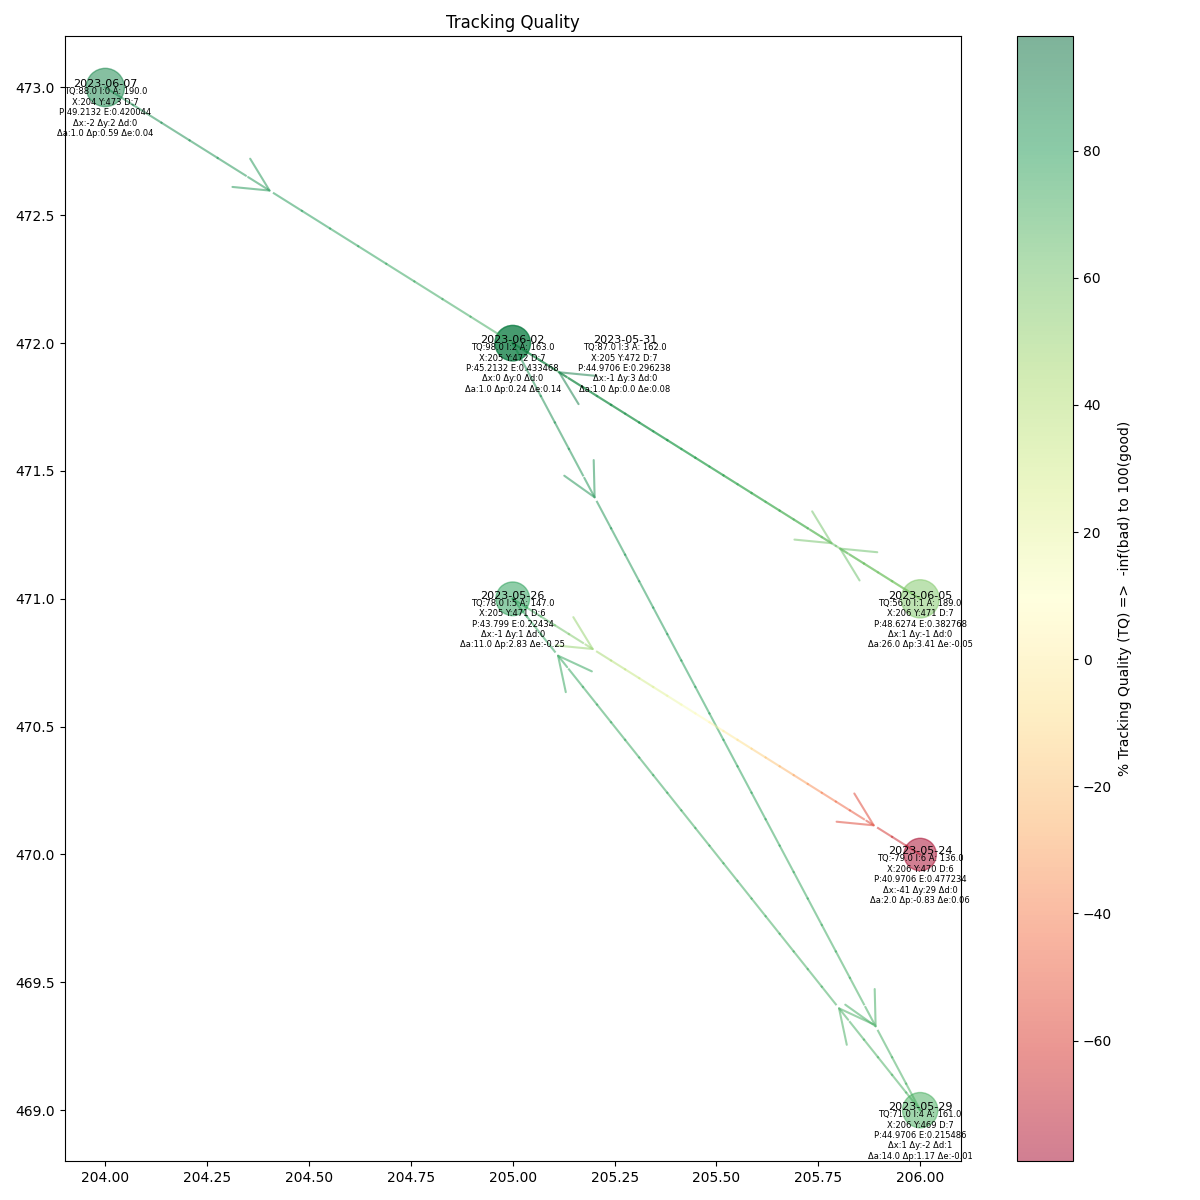 Tracking Quality
473.0
472.5
472.0
471.5
471.0
470.5
470.0
469.5
469.0
2023-06-07
TQ:88.0 I:0 A: 190.0
X:204 Y:473 D:7
P:49.2132 E:0.420044
Δx:-2 Δy:2 Δd:0
Δa:1.0 Δp:0.59 Δe:0.04
2023-06-02
TQ:98.0 I:2 A: 163.0
X:205 Y:472 D:7
P:45.2132 E:0.433468
Δx:0 Δy:0 Δd:0
Δa:1.0 Δp:0.24 Δe:0.14
2023-05-31
TQ:87.0 I:3 A: 162.0
X:205 Y:472 D:7
P:44.9706 E:0.296238
Δx:-1 Δy:3 Δd:0
Δa:1.0 Δp:0.0 Δe:0.08
2023-05-26
TQ:78.0 I:5 A: 147.0
X:205 Y:471 D:6
P:43.799 E:0.22434
Δx:-1 Δy:1 Δd:0
Δa:11.0 Δp:2.83 Δe:-0.25
2023-06-05
TQ:56.0 I:1 A: 189.0
X:206 Y:471 D:7
P:48.6274 E:0.382768
Δx:1 Δy:-1 Δd:0
Δa:26.0 Δp:3.41 Δe:-0.05
2023-05-24
TQ:-79.0 I:6 A: 136.0
X:206 Y:470 D:6
P:40.9706 E:0.477234
Δx:-41 Δy:29 Δd:0
Δa:2.0 Δp:-0.83 Δe:0.06
2023-05-29
TQ:71.0 I:4 A: 161.0
X:206 Y:469 D:7
P:44.9706 E:0.215486
Δx:1 Δy:-2 Δd:1
Δa:14.0 Δp:1.17 Δe:-0.01
204.00
204.25
204.50
204.75
205.00
205.25
205.50
205.75
206.00
80
60
40
20
0
−20
−40
−60
% Tracking Quality (TQ) => -inf(bad) to 100(good)